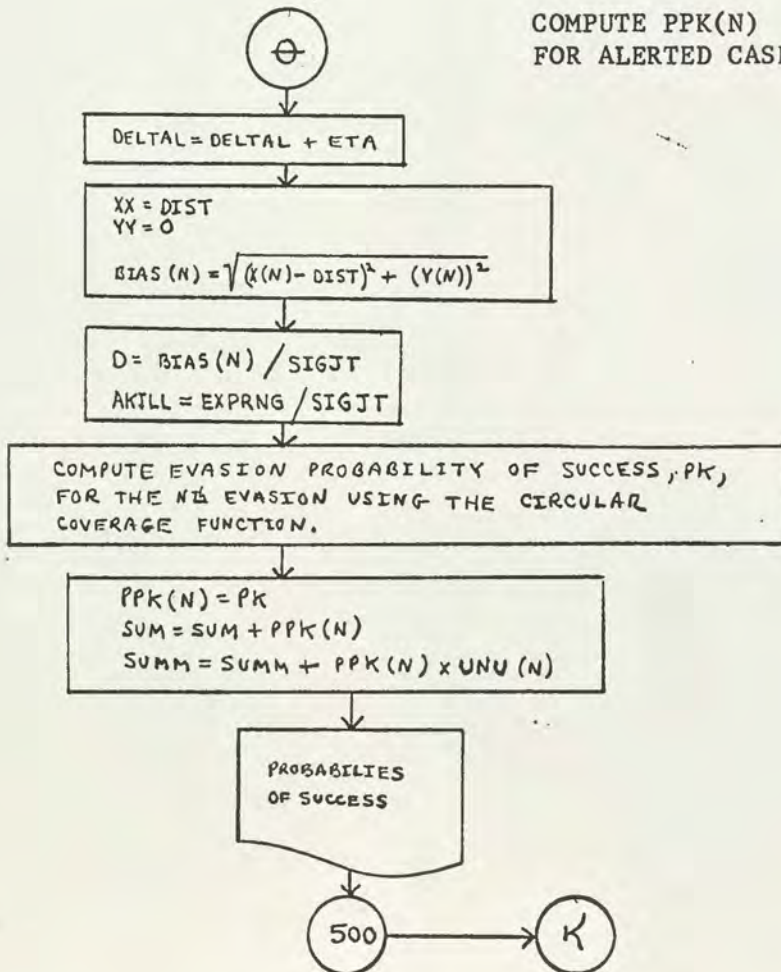 COMPUTE PPK(N)
FOR ALERTED CAS
θ
DELTAL = DELTAL + ETA
XX = DIST
YY = 0
BIAS (N) = √(X(N) - DIST)² + (Y(N))²
D = BIAS (N) / SIGJT
AKILL = EXPRNG / SIGJT
COMPUTE EVASION PROBABILITY OF SUCCESS, PK,
FOR THE Nth EVASION USING THE CIRCULAR
COVERAGE FUNCTION.
PPK(N) = PK
SUM = SUM + PPK(N)
SUMM = SUMM + PPK(N) x UNU (N)
PROBABILIES
OF SUCCESS
500
K